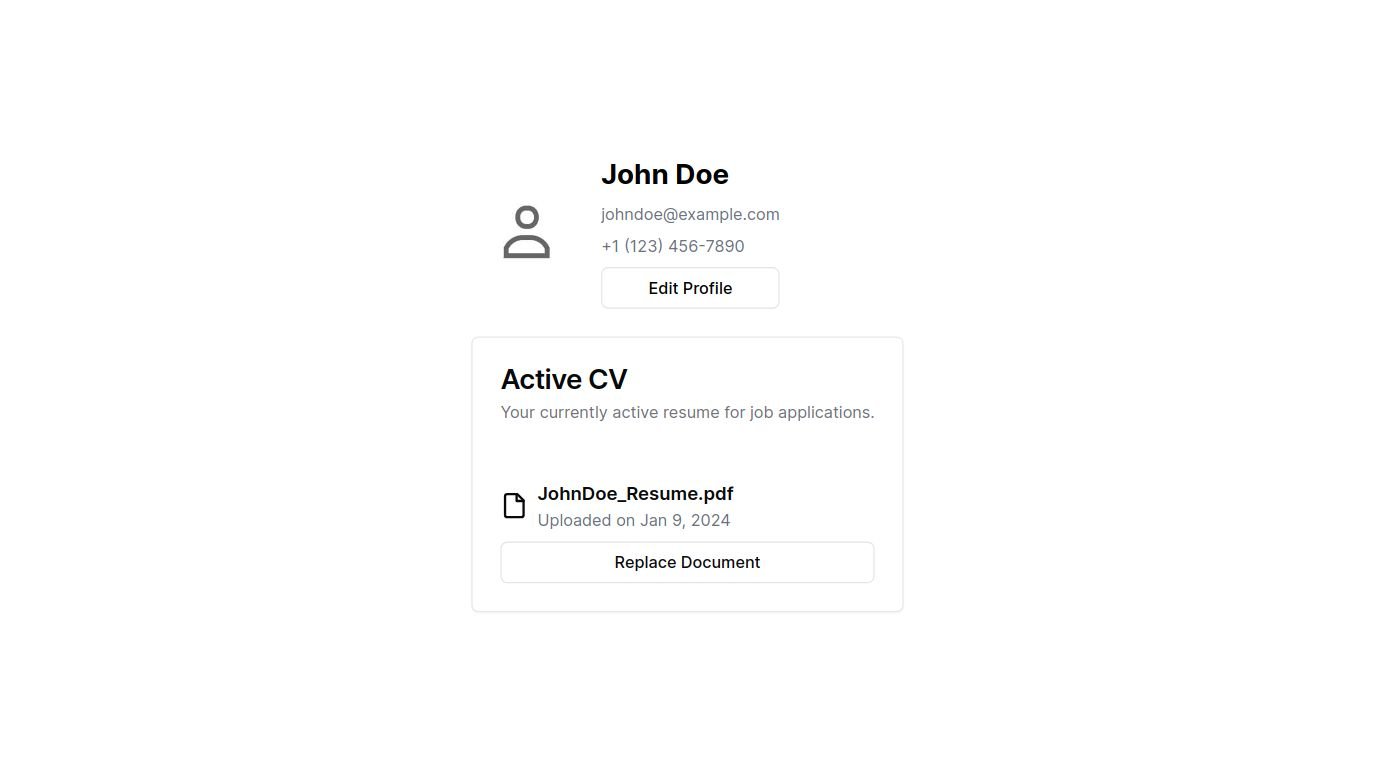 John Doe
johndoe@example.com
+1 (123) 456-7890
Edit Profile
Active CV
Your currently active resume for job applications.
JohnDoe_Resume.pdf
Uploaded on Jan 9, 2024
Replace Document